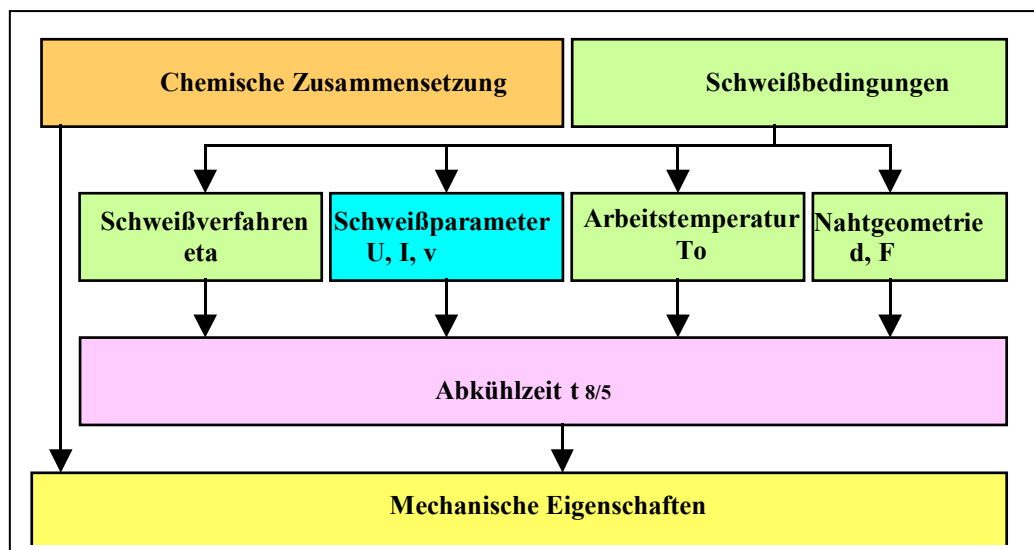 Chemische Zusammensetzung
Schweißbedingungen
Schweißverfahren
eta
Schweißparameter
U, I, v
Arbeitstemperatur
To
Nahtgeometrie
d, F
Abkühlzeit t 8/5
Mechanische Eigenschaften